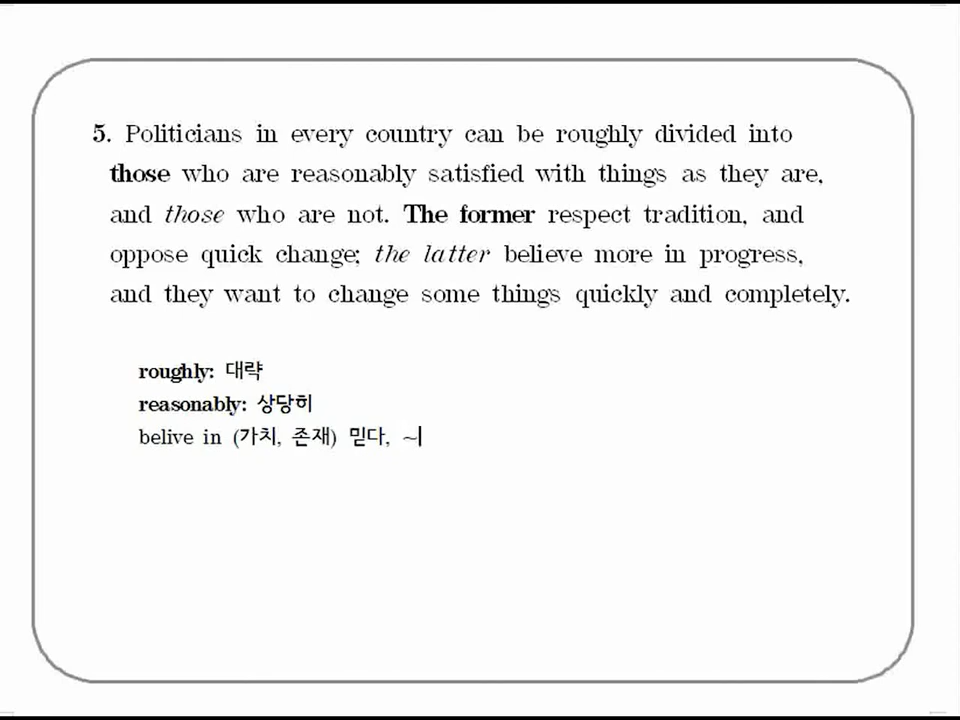 5. Politicians in every country can be roughly divided into
those who are reasonably satisfied with things as they are,
and those who are not. The former respect tradition, and
oppose quick change; the latter believe more in progress,
and they want to change some things quickly and completely.
roughly: 대략
reasonably: 상당히
belive in (가치, 존재) 믿다, ~